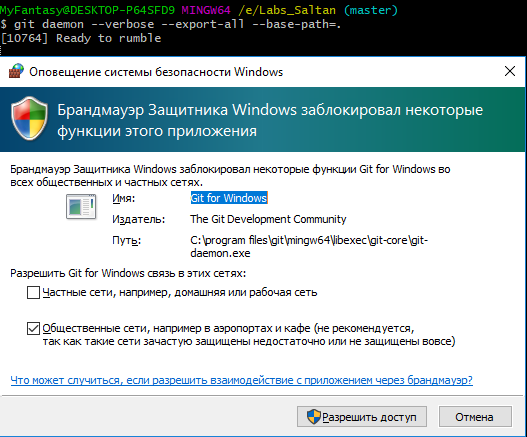 MyFantasy@DESKTOP-P64SFD9 MINGW64 /e/Labs_Saltan (master)
$ git daemon --verbose --export-all --base-path=.
[10764] Ready to rumble
Оповещение системы безопасности Windows
Брандмауэр Защитника Windows заблокировал некоторые
функции этого приложения
Брандмауэр Защитника Windows заблокировал некоторые функции Git for Windows во
всех общественных и частных сетях.
Имя: Git for Windows
Издатель: The Git Development Community
Путь: C:\program files\git\mingw64\libexec\git-core\git-
daemon.exe
Разрешить Git for Windows связь в этих сетях:
Частные сети, например, домашняя или рабочая сеть
Общественные сети, например в аэропортах и кафе (не рекомендуется,
так как такие сети зачастую защищены недостаточно или не защищены вовсе)
Что может случиться, если разрешить взаимодействие с приложением через брандмауэр?
Разрешить доступ Отмена